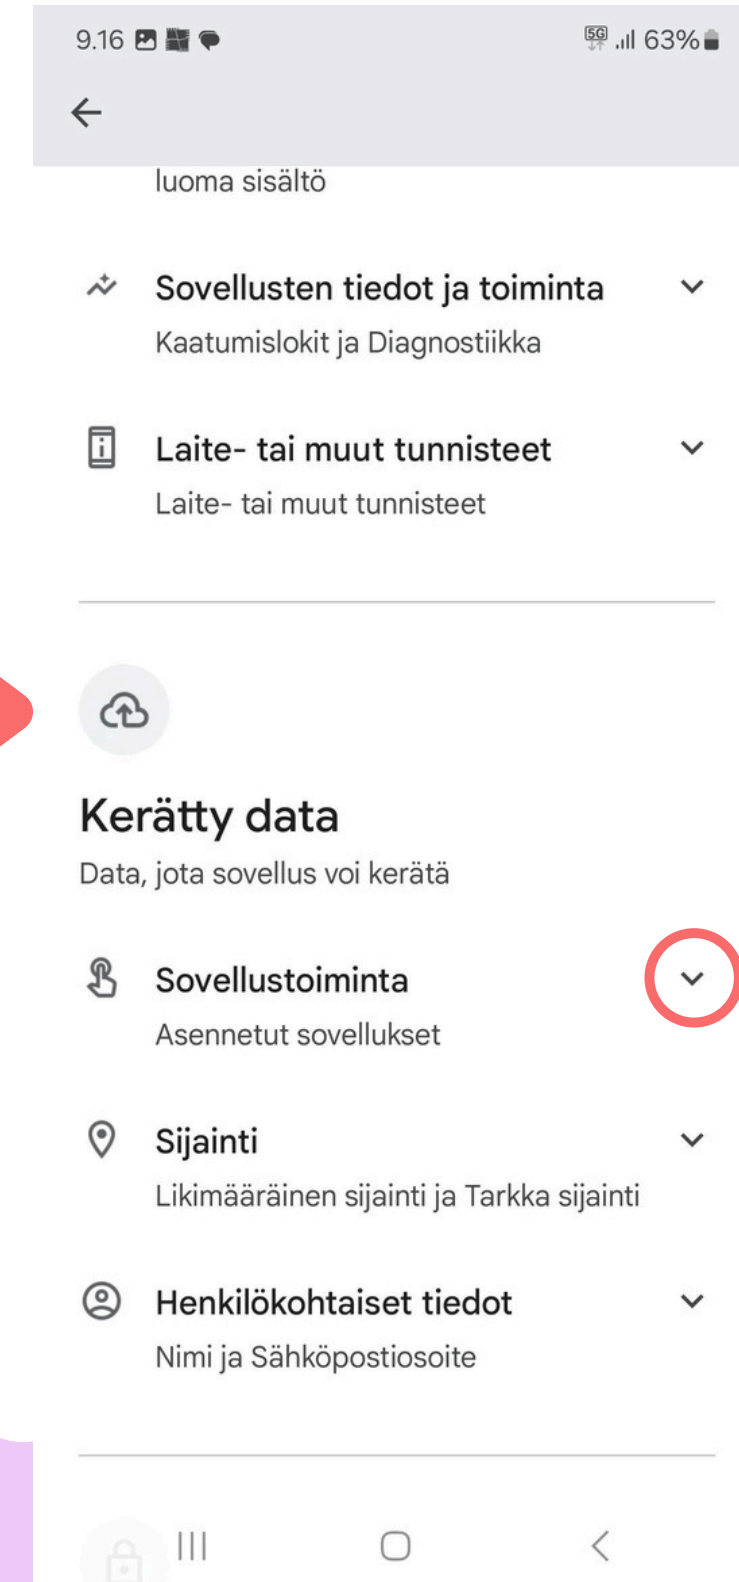 9.16 5G 63%
luoma sisältö
Sovellusten tiedot ja toiminta
Kaatumislokit ja Diagnostiikka
Laite- tai muut tunnisteet
Laite- tai muut tunnisteet
Kerätty data
Data, jota sovellus voi kerätä
Sovellustoiminta
Asennetut sovellukset
Sijainti
Likimääräinen sijainti ja Tarkka sijainti
Henkilökohtaiset tiedot
Nimi ja Sähköpostiosoite